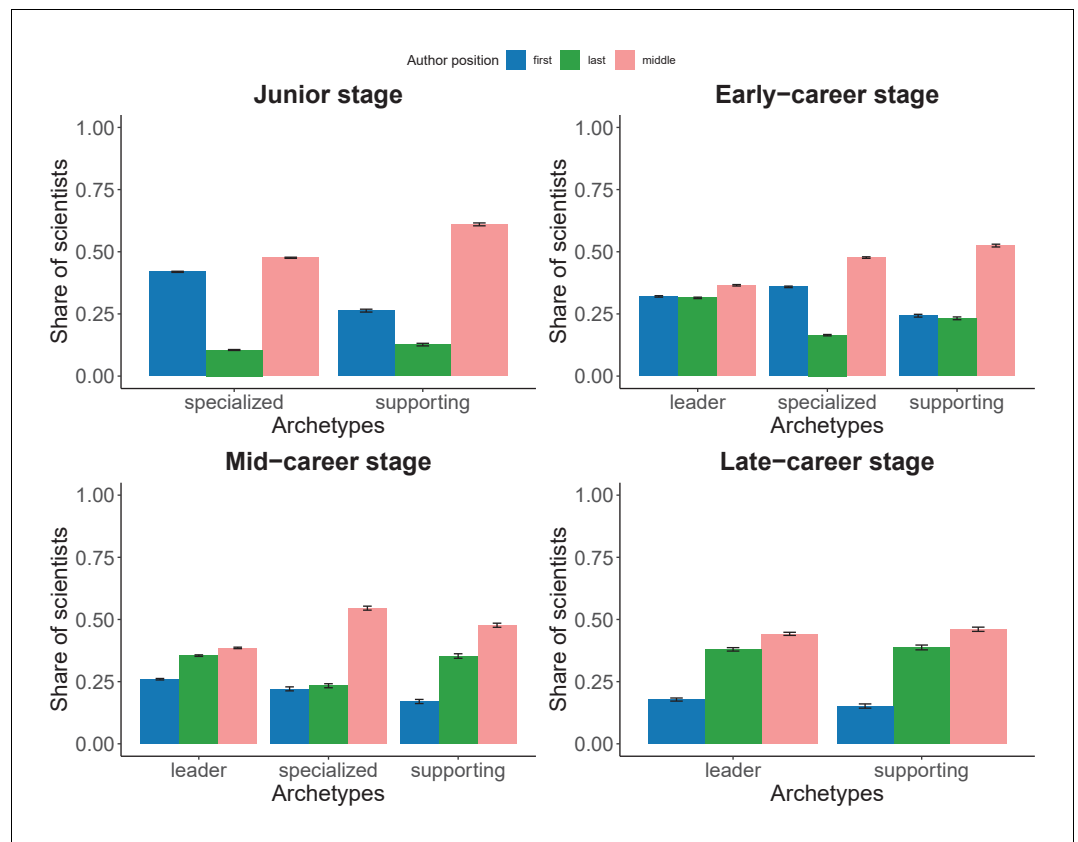 Author position first last middle
Junior stage
Share of scientists
1.00
0.75
0.50
0.25
0.00
specialized supporting
Archetypes
Early−career stage
Share of scientists
1.00
0.75
0.50
0.25
0.00
leader specialized supporting
Archetypes
Mid−career stage
Share of scientists
1.00
0.75
0.50
0.25
0.00
leader specialized supporting
Archetypes
Late−career stage
Share of scientists
1.00
0.75
0.50
0.25
0.00
leader supporting
Archetypes